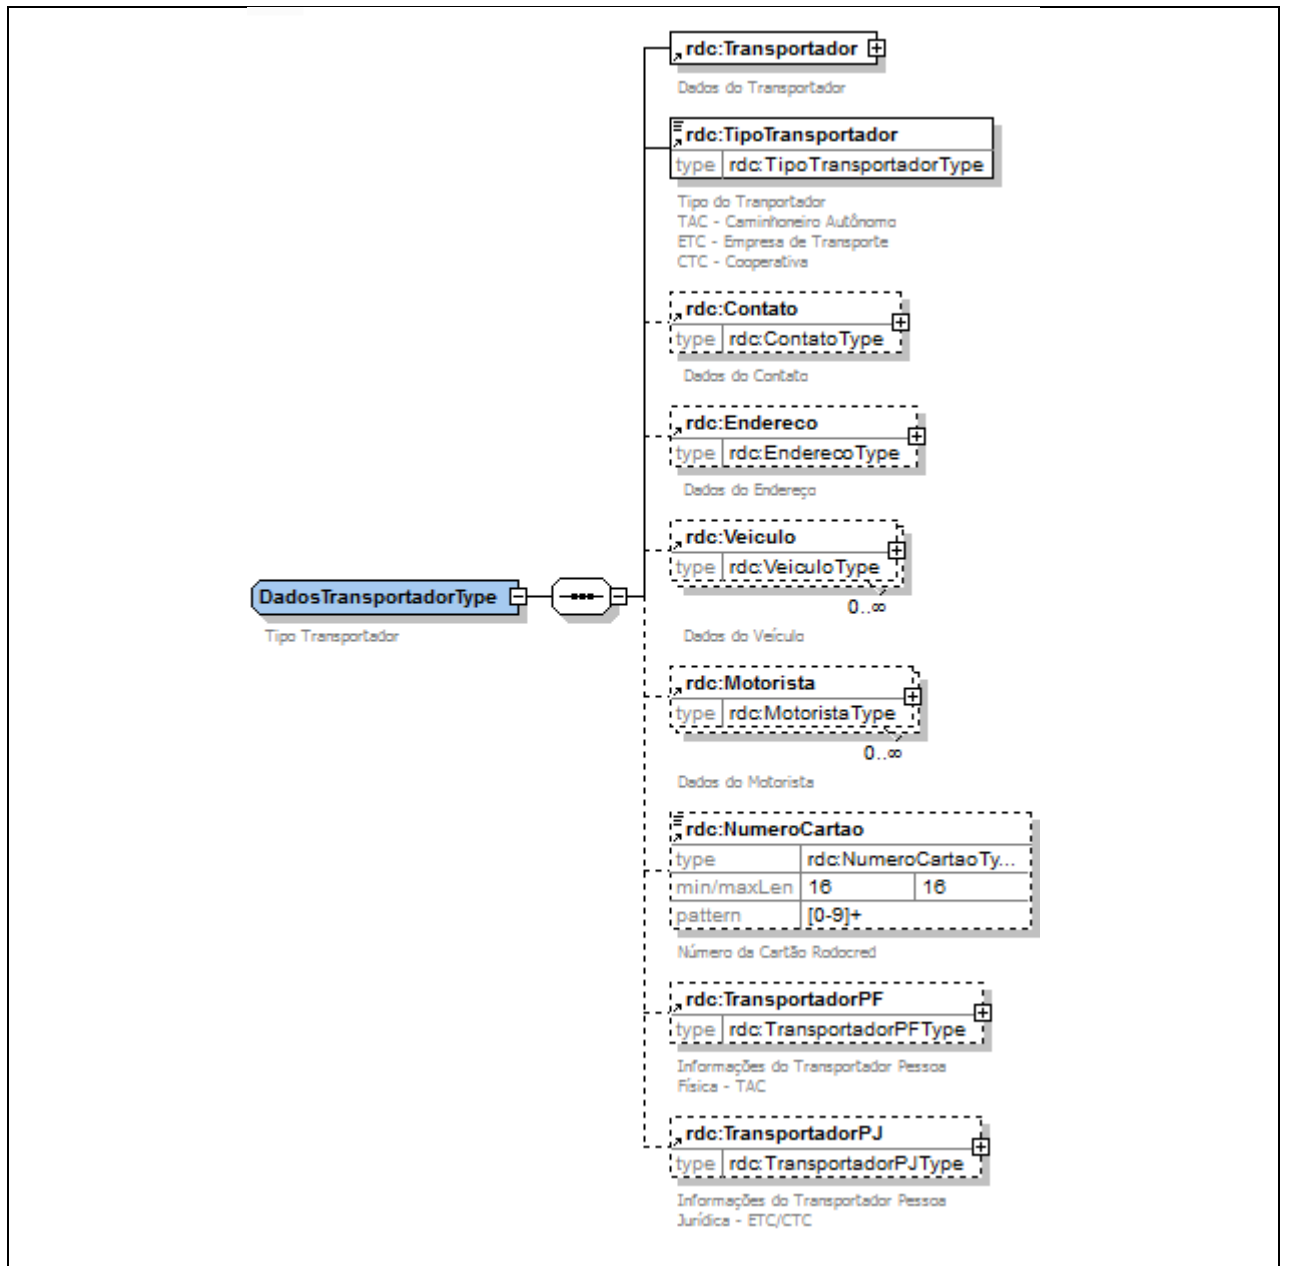 rdc:Transportador
Dados do Transportador
rdc:TipoTransportador
type rdc:TipoTransportadorType
Tipo do Tranportador
TAC - Caminhoneiro Autônomo
ETC - Empresa de Transporte
CTC - Cooperativa
rdc:Contato
type rdc:ContatoType
Dados do Contato
rdc:Endereco
type rdc:EnderecoType
Dados do Endereço
rdc:Veiculo
type rdc:VeiculoType
0..∞
Dados do Veículo
DadosTransportadorType
Tipo Transportador
rdc:Motorista
type rdc:MotoristaType
0..∞
Dados do Motorista
rdc:NumeroCartao
type rdc:NumeroCartaoTy...
min/maxLen 16 16
pattern [0-9]+
Número da Cartão Rodocred
rdc:TransportadorPF
type rdc:TransportadorPFType
Informações do Transportador Pessoa
Física - TAC
rdc:TransportadorPJ
type rdc:TransportadorPJType
Informações do Transportador Pessoa
Jurídica - ETC/CTC